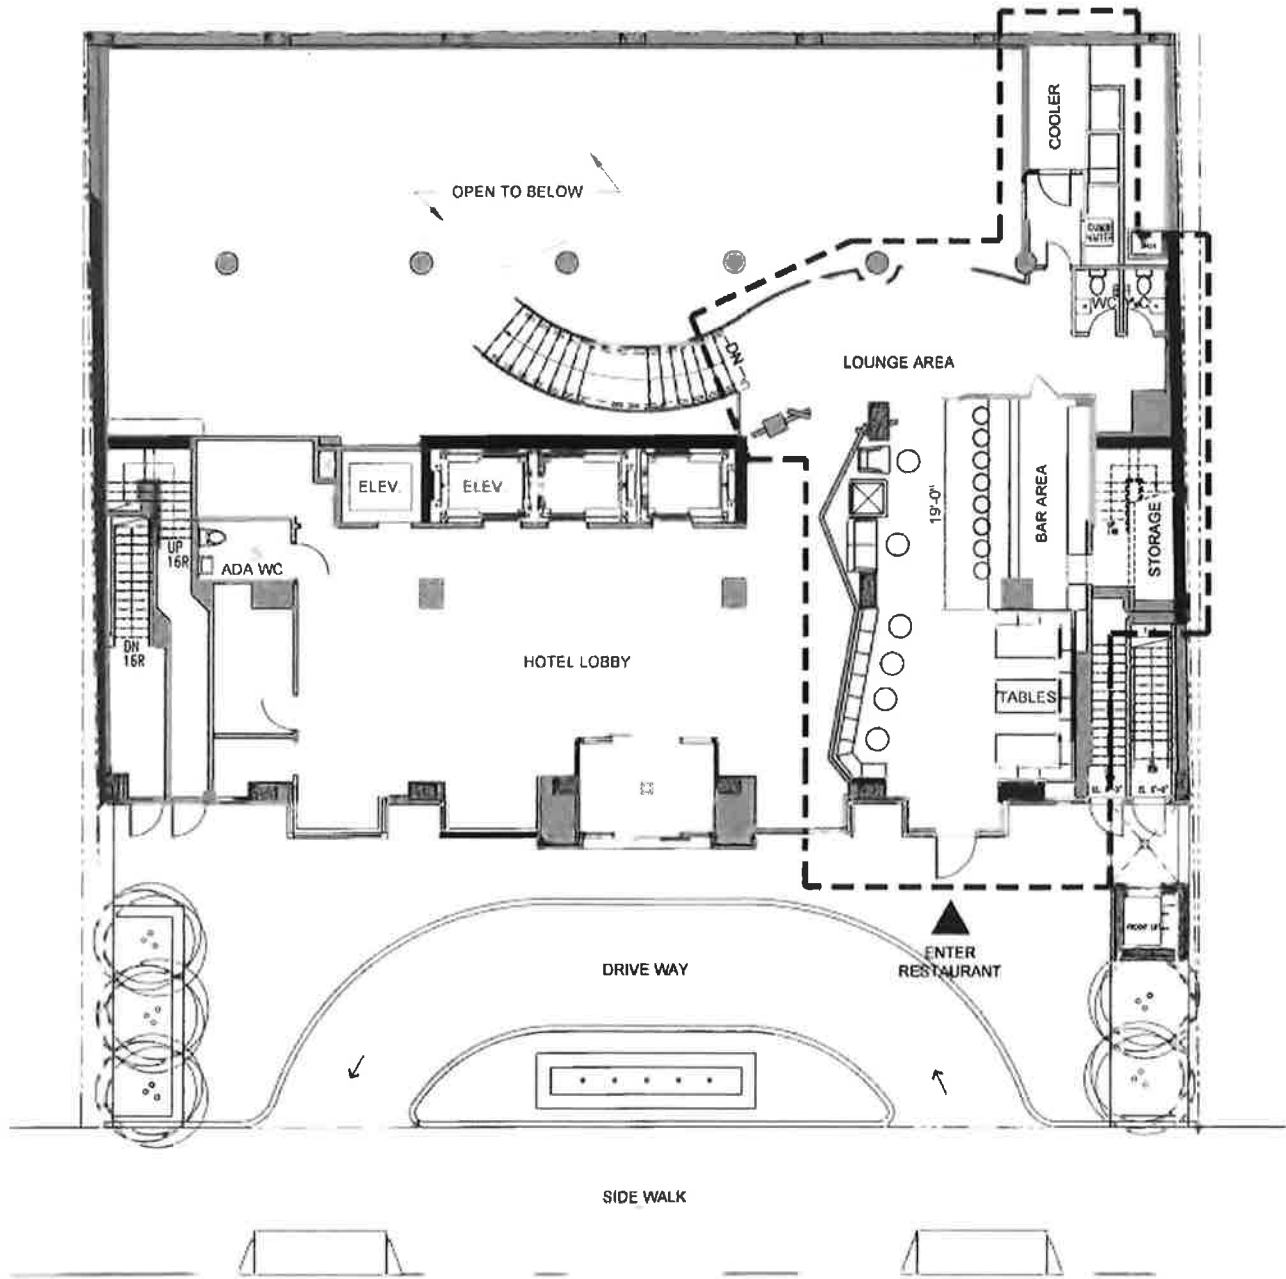 COOLER
OPEN TO BELOW
WC
LOUNGE AREA
DN
ELEV.
ELEV.
19'-0"
BAR AREA
STORAGE
UP
16R
ADA WC
DN
16R
HOTEL LOBBY
TABLES
ENTER
RESTAURANT
DRIVE WAY
SIDE WALK